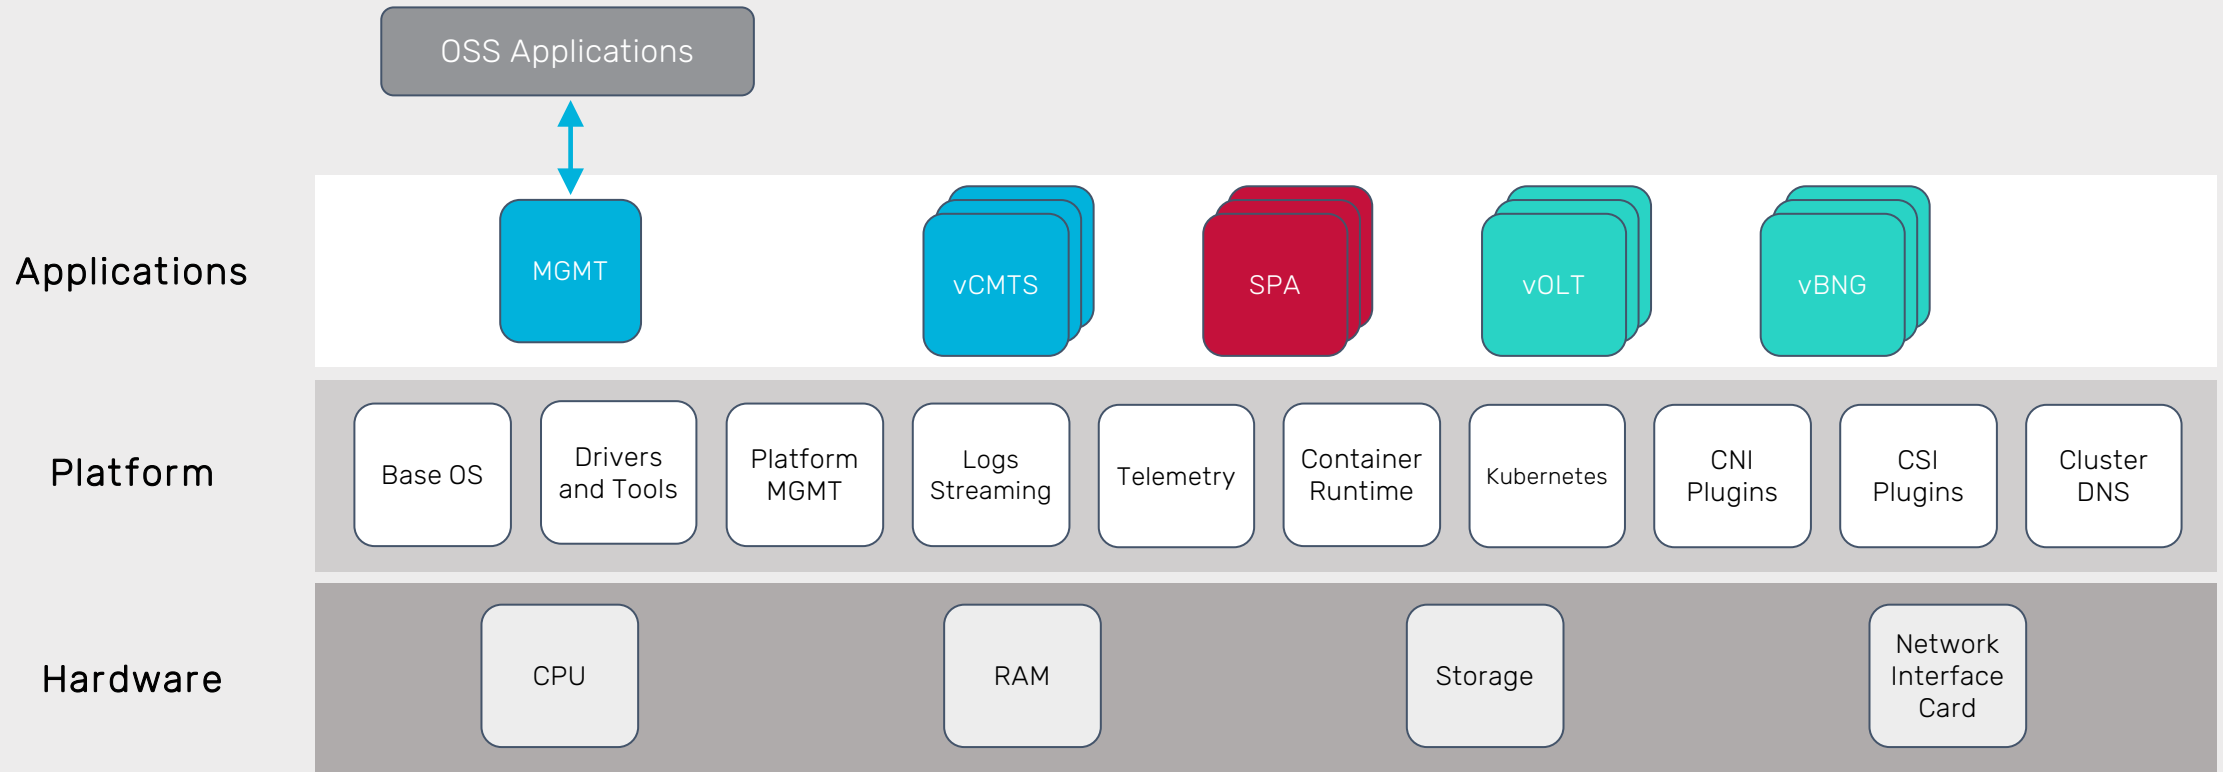 OSS Applications
Applications
MGMT
vCMTS
SPA
vOLT
vBNG
Platform
Base OS
Drivers
and Tools
Platform
MGMT
Logs
Streaming
Telemetry
Container
Runtime
Kubernetes
CNI
Plugins
CSI
Plugins
Cluster
DNS
Hardware
CPU
RAM
Storage
Network
Interface
Card